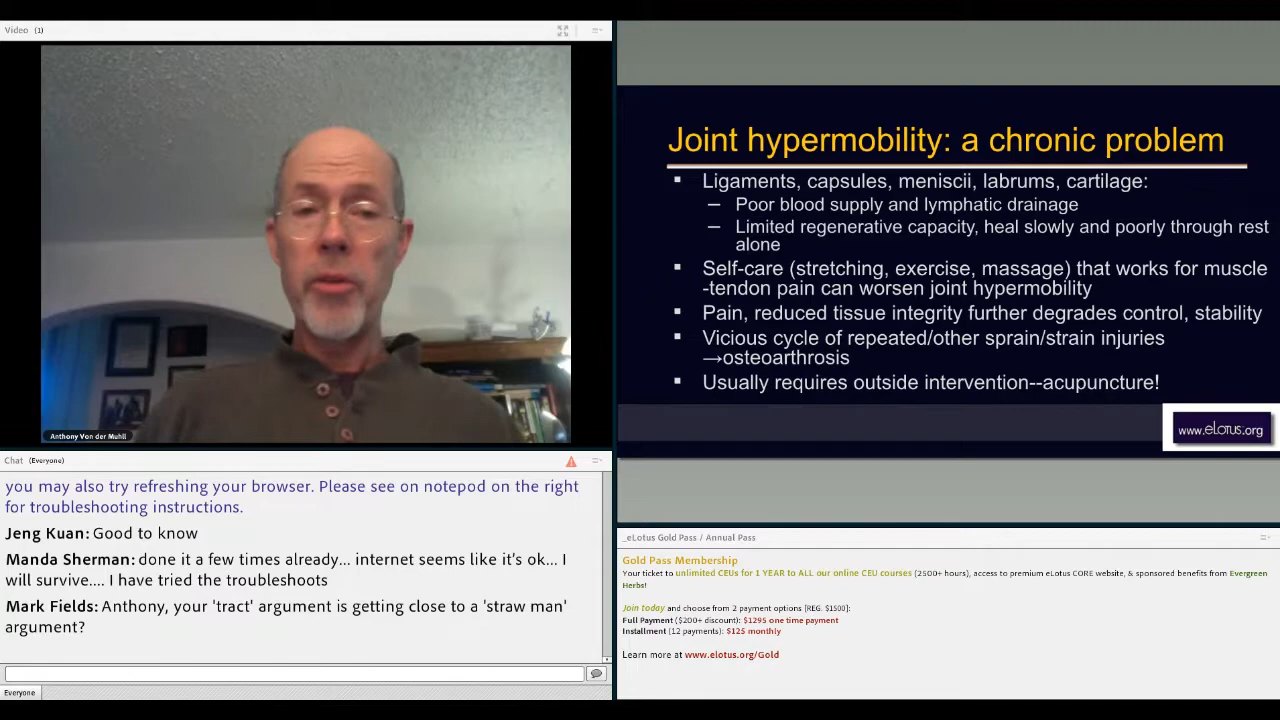 Video (1)
Anthony Von der Muhll
Chat (Everyone)
you may also try refreshing your browser. Please see on notepod on the right
for troubleshooting instructions.
Jeng Kuan: Good to know
Manda Sherman: done it a few times already... internet seems like it's ok... I
will survive.... I have tried the troubleshoots
Mark Fields: Anthony, your 'tract' argument is getting close to a 'straw man'
argument?
Everyone
Joint hypermobility: a chronic problem
▪ Ligaments, capsules, meniscii, labrums, cartilage:
– Poor blood supply and lymphatic drainage
– Limited regenerative capacity, heal slowly and poorly through rest
alone
▪ Self-care (stretching, exercise, massage) that works for muscle
-tendon pain can worsen joint hypermobility
▪ Pain, reduced tissue integrity further degrades control, stability
▪ Vicious cycle of repeated/other sprain/strain injuries
→osteoarthrosis
▪ Usually requires outside intervention--acupuncture!
www.eLotus.org
_eLotus Gold Pass / Annual Pass
Gold Pass Membership
Your ticket to unlimited CEUs for 1 YEAR to ALL our online CEU courses (2500+ hours), access to premium eLotus CORE website, & sponsored benefits from Evergreen
Herbs!
Join today and choose from 2 payment options [REG. $1500]:
Full Payment ($200+ discount): $1295 one time payment
Installment (12 payments): $125 monthly
Learn more at www.elotus.org/Gold